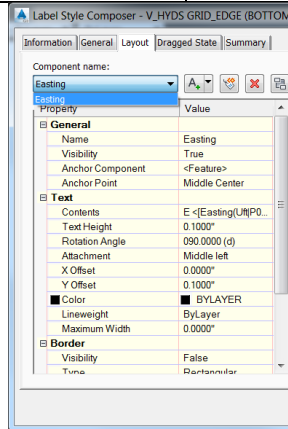 Label Style Composer - V_HYDS GRID_EDGE (BOTTOM
Information General Layout Dragged State Summary
Component name:
Easting
Easting
Property Value
General
Name Easting
Visibility True
Anchor Component <Feature>
Anchor Point Middle Center
Text
Contents E <[Easting(Uft|P0...
Text Height 0.1000"
Rotation Angle 090.0000 (d)
Attachment Middle left
X Offset 0.0000"
Y Offset 0.1000"
Color BYLAYER
Lineweight ByLayer
Maximum Width 0.0000"
Border
Visibility False
Type Rectangular